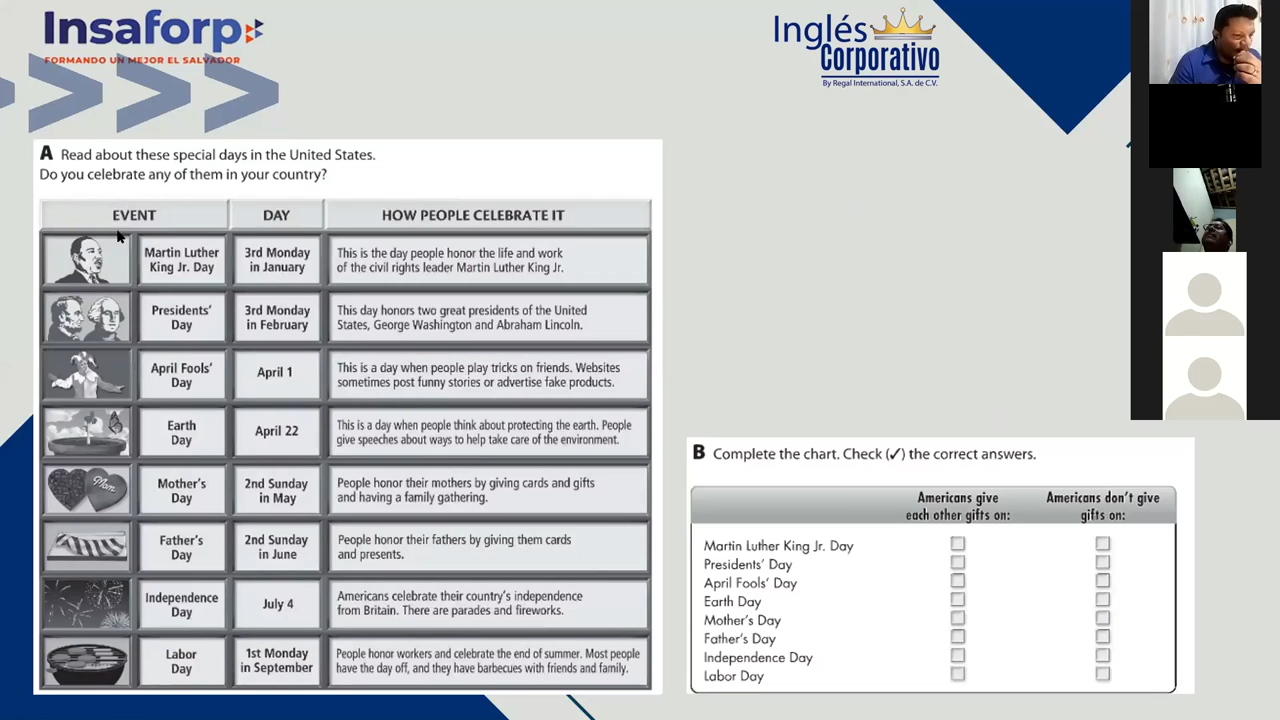 Insaforp
FORMANDO UN MEJOR EL SALVADOR
Inglés
Corporativo
By Regal International, S.A. de C.V.
A Read about these special days in the United States.
Do you celebrate any of them in your country?
EVENT DAY HOW PEOPLE CELEBRATE IT
Martin Luther
King Jr. Day
3rd Monday
in January
This is the day people honor the life and work
of the civil rights leader Martin Luther King Jr.
Presidents'
Day
3rd Monday
in February
This day honors two great presidents of the United
States, George Washington and Abraham Lincoln.
April Fools'
Day
April 1
This is a day when people play tricks on friends. Websites
sometimes post funny stories or advertise fake products.
Earth
Day
April 22
This is a day when people think about protecting the earth. People
give speeches about ways to help take care of the environment.
Mom
Mother's
Day
2nd Sunday
in May
People honor their mothers by giving cards and gifts
and having a family gathering.
Father's
Day
2nd Sunday
in June
People honor their fathers by giving them cards
and presents.
Independence
Day
July 4
Americans celebrate their country's independence
from Britain. There are parades and fireworks.
Labor
Day
1st Monday
in September
People honor workers and celebrate the end of summer. Most people
have the day off, and they have barbecues with friends and family.
B Complete the chart. Check (✓) the correct answers.
Americans give
each other gifts on:
Americans don't give
gifts on:
Martin Luther King Jr. Day
Presidents' Day
April Fools' Day
Earth Day
Mother's Day
Father's Day
Independence Day
Labor Day